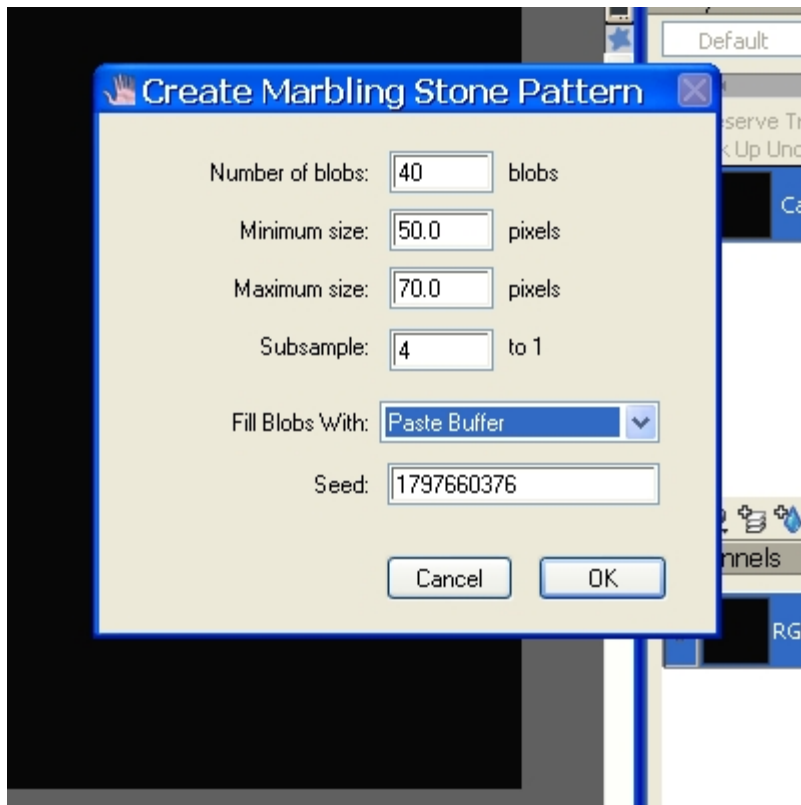 Default
Create Marbling Stone Pattern
Number of blobs: 40 blobs
Minimum size: 50.0 pixels
Maximum size: 70.0 pixels
Subsample: 4 to 1
Fill Blobs With: Paste Buffer
Seed: 1797660376
Cancel OK